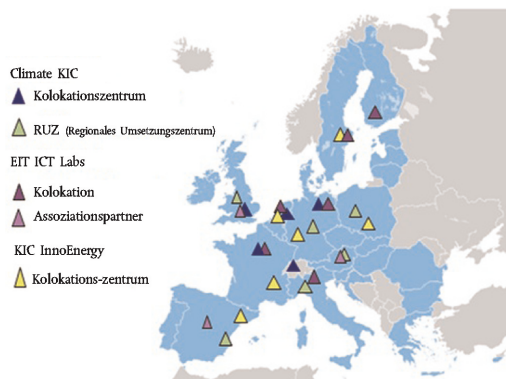 Climate KIC
Kolokationszentrum
RUZ (Regionales Umsetzungszentrum)
EIT ICT Labs
Kolokation
Assoziationspartner
KIC InnoEnergy
Kolokations-zentrum